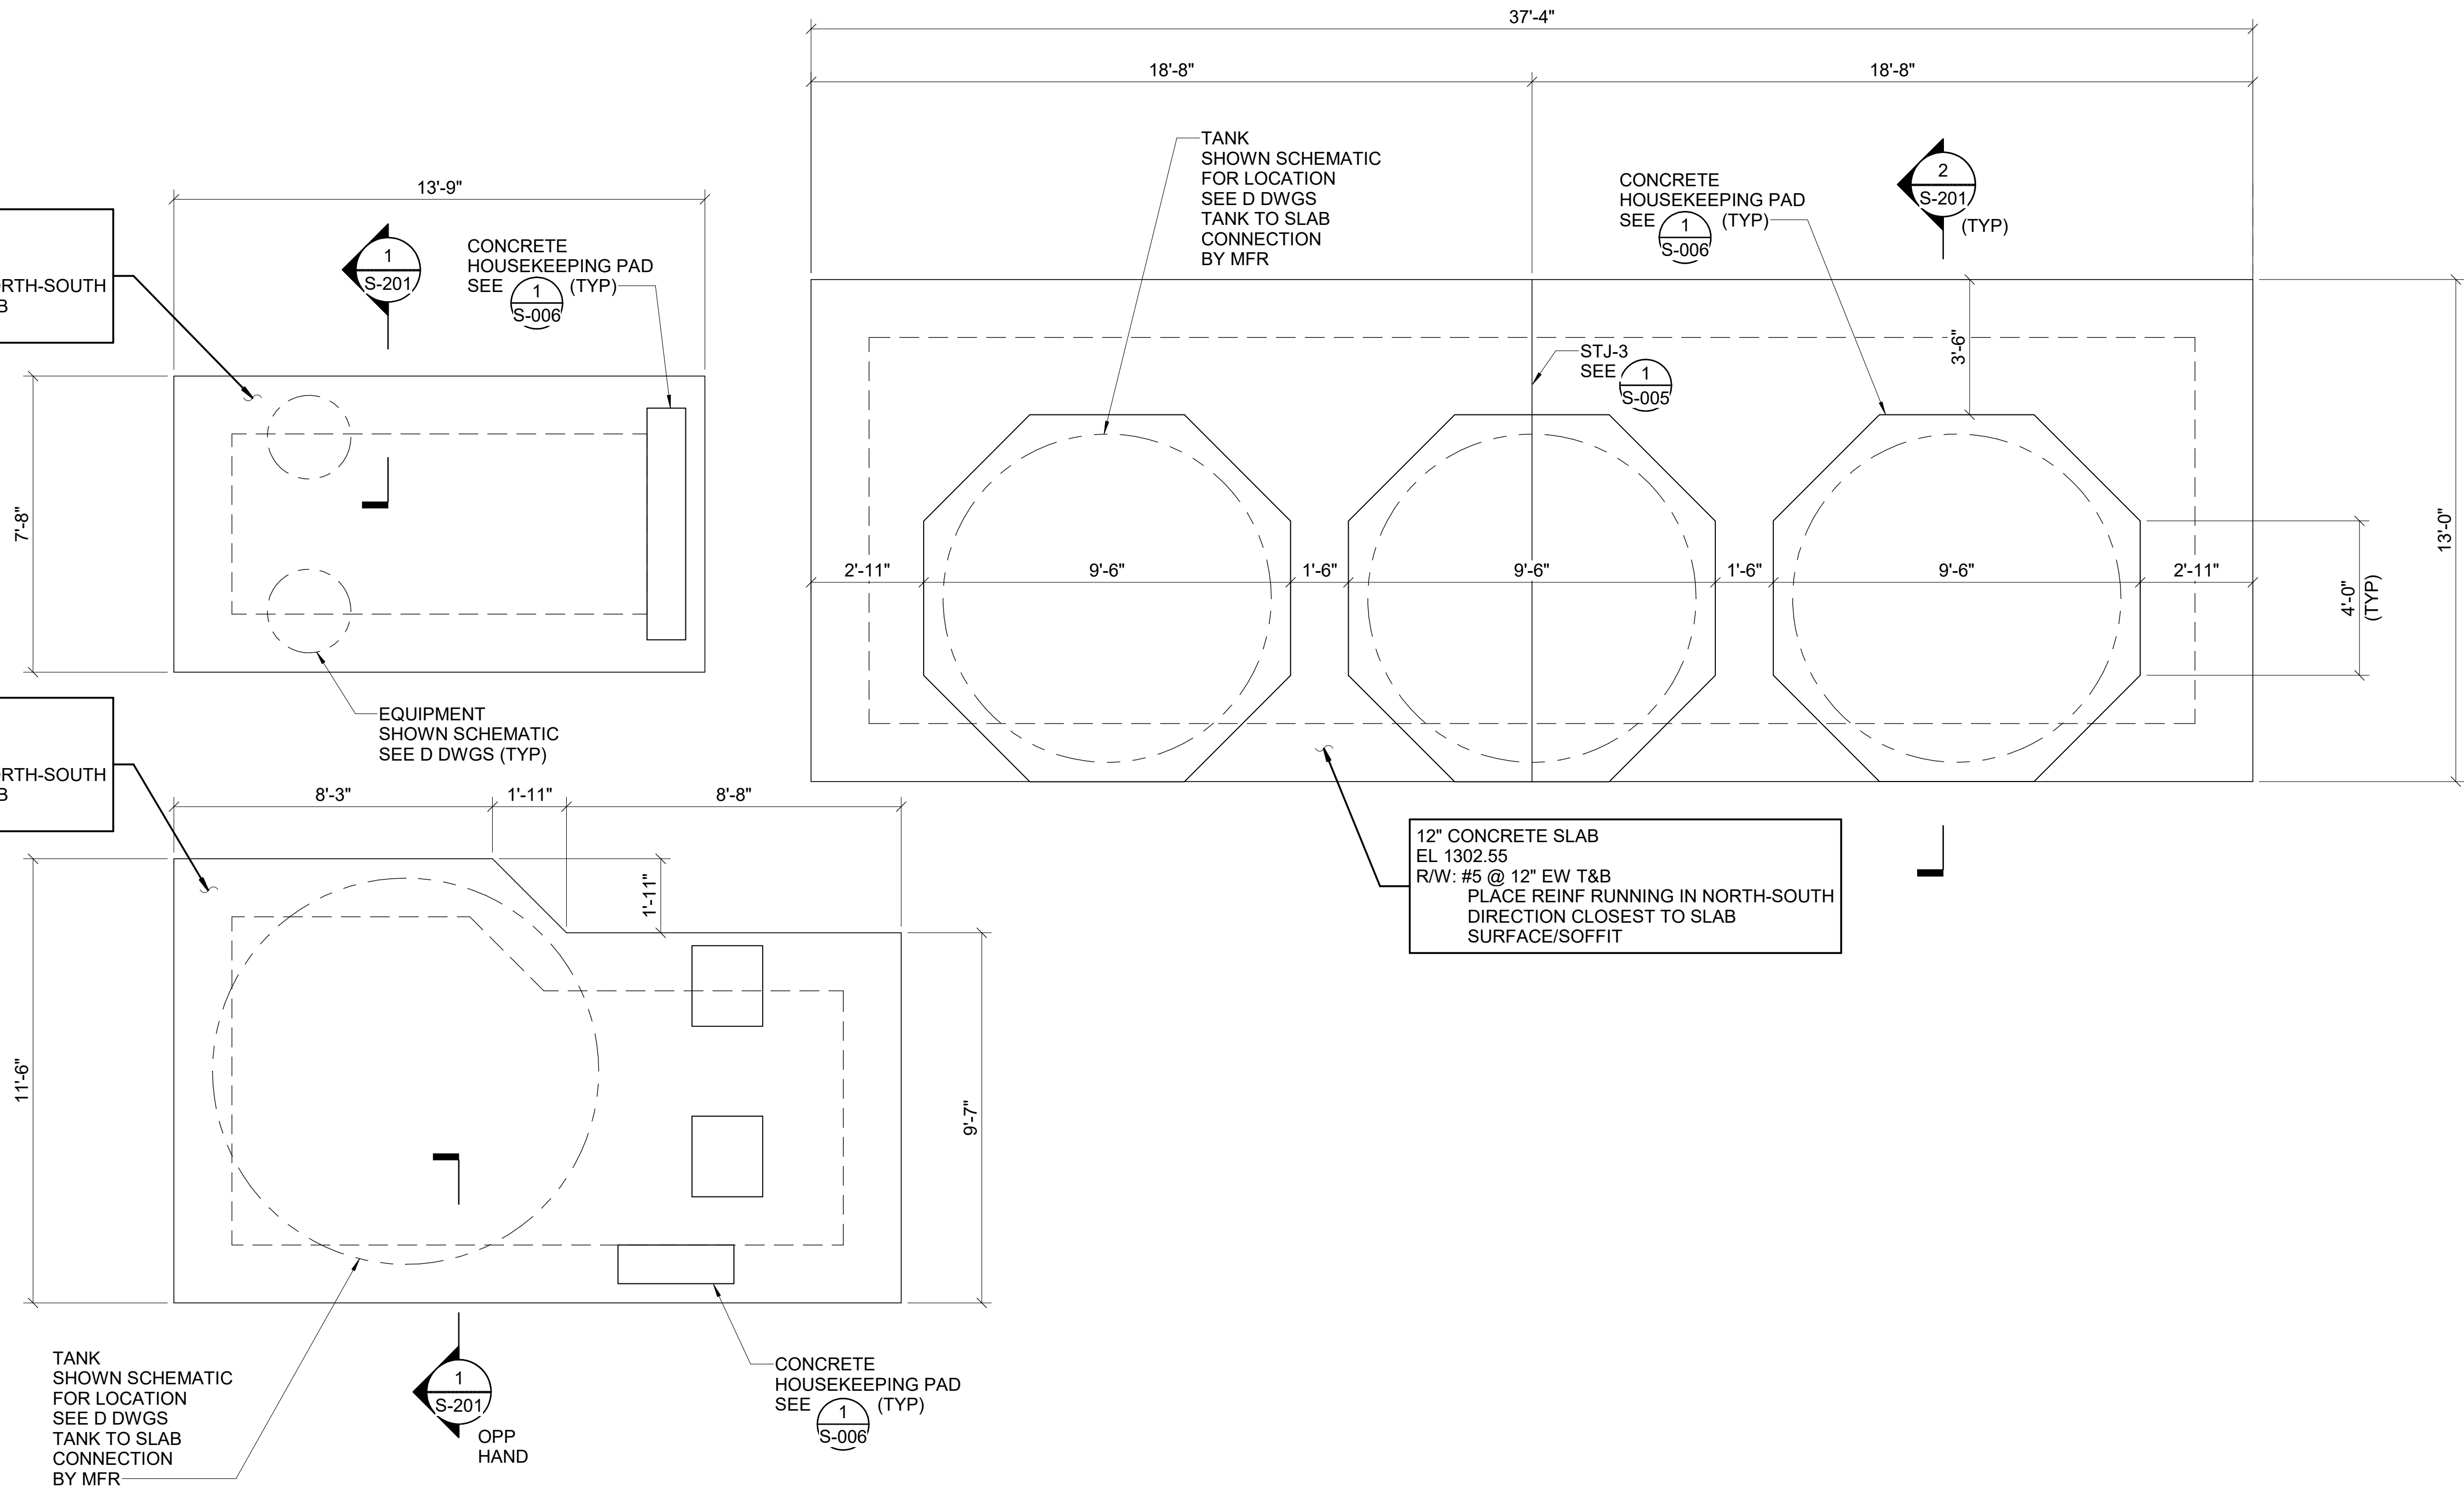 37'-4"
18'-8"
18'-8"
TANK
SHOWN SCHEMATIC
FOR LOCATION
SEE D DWGS
TANK TO SLAB
CONNECTION
BY MFR
CONCRETE
HOUSEKEEPING PAD
SEE 1 (TYP)
S-006
2
S-201
(TYP)
STJ-3
SEE 1
S-005
3'-6"
2'-11"
9'-6"
1'-6"
9'-6"
1'-6"
9'-6"
2'-11"
4'-0"
(TYP)
13'-0"
12" CONCRETE SLAB
EL 1302.55
R/W: #5 @ 12" EW T&B
PLACE REINF RUNNING IN NORTH-SOUTH
DIRECTION CLOSEST TO SLAB
SURFACE/SOFFIT
13'-9"
1
S-201
CONCRETE
HOUSEKEEPING PAD
SEE 1 (TYP)
S-006
RTH-SOUTH
B
7'-8"
EQUIPMENT
SHOWN SCHEMATIC
SEE D DWGS (TYP)
RTH-SOUTH
B
8'-3"
1'-11"
8'-8"
1'-11"
11'-6"
9'-7"
TANK
SHOWN SCHEMATIC
FOR LOCATION
SEE D DWGS
TANK TO SLAB
CONNECTION
BY MFR
1
S-201
OPP
HAND
CONCRETE
HOUSEKEEPING PAD
SEE 1 (TYP)
S-006